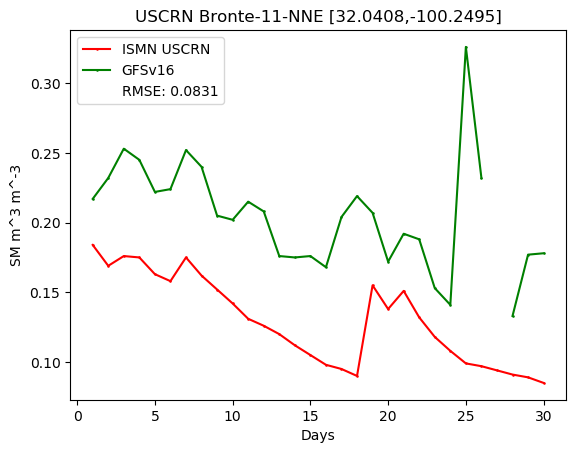 USCRN Bronte-11-NNE [32.0408,-100.2495]
ISMN USCRN
GFSv16
RMSE: 0.0831
SM m^3 m^-3
0.30
0.25
0.20
0.15
0.10
0 5 10 15 20 25 30
Days